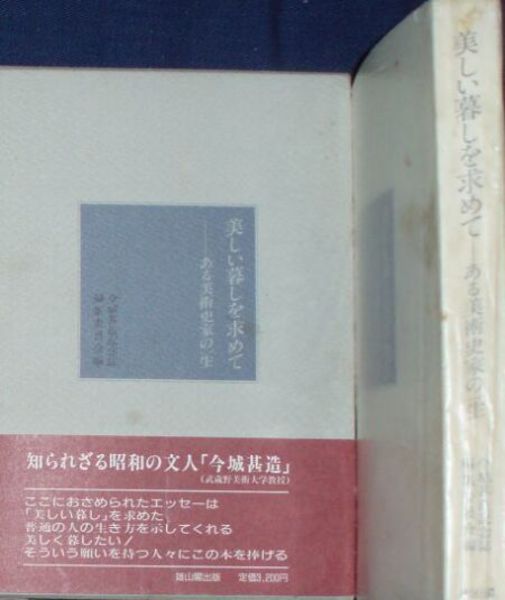 美しい暮しを求めて
——ある美術史家の一生
知られざる昭和の文人「今城甚造」
(武蔵野美術大学教授)
ここにおさめられたエッセーは
「美しい暮し」を求めた
普通の人の生き方を示してくれる
美しく暮したい！
そういう願いを持つ人々にこの本を捧げる
雄山閣出版 定価3,200円
美しい暮しを求めて
——ある美術史家の一生